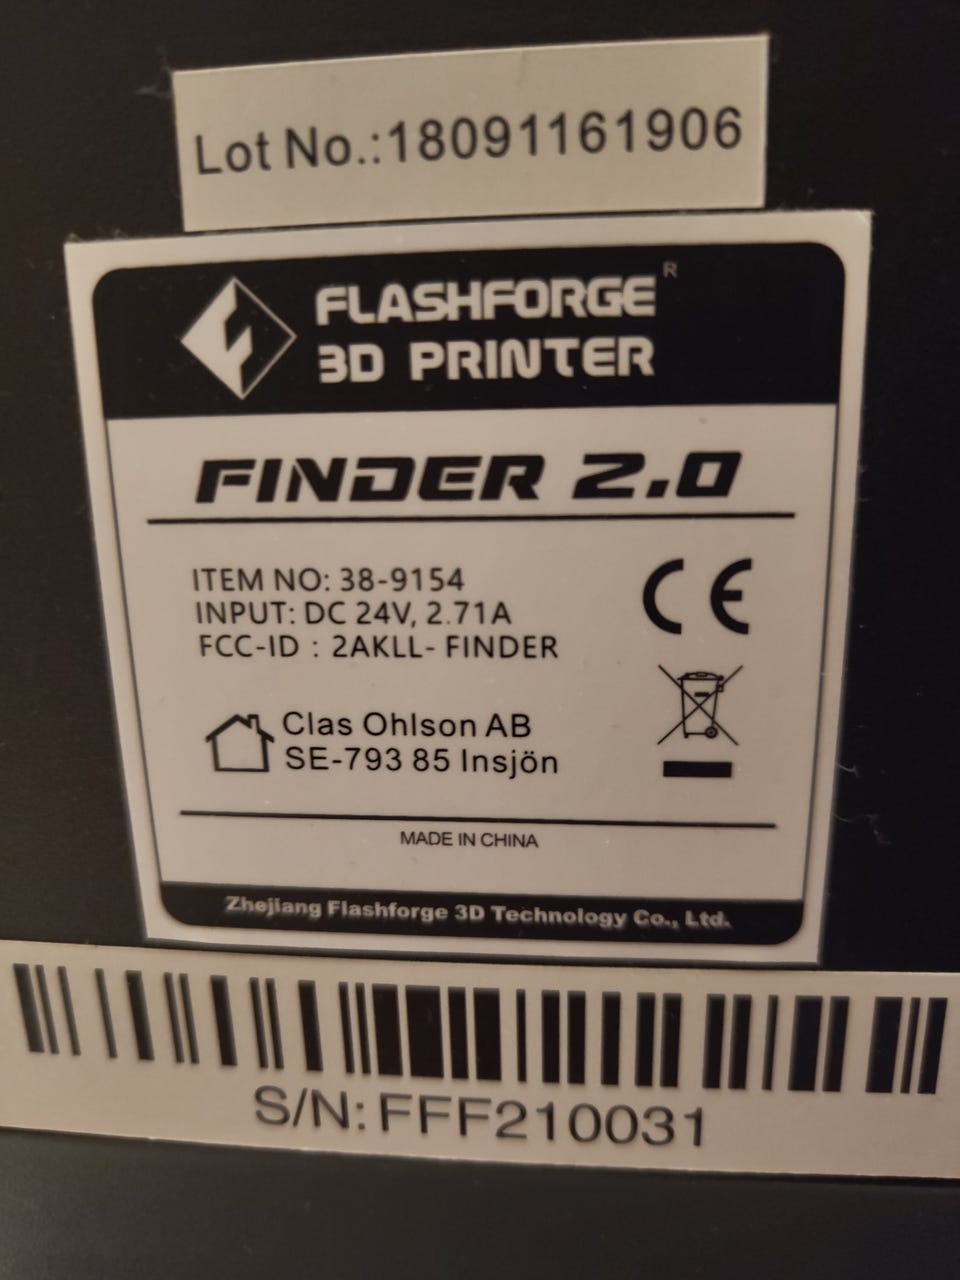 Lot No.:18091161906
FLASHFORGE®
3D PRINTER
FINDER 2.0
ITEM NO: 38-9154
INPUT: DC 24V, 2.71A
FCC-ID : 2AKLL- FINDER
CE
Clas Ohlson AB
SE-793 85 Insjön
MADE IN CHINA
Zhejiang Flashforge 3D Technology Co., Ltd.
S/N: FFF210031